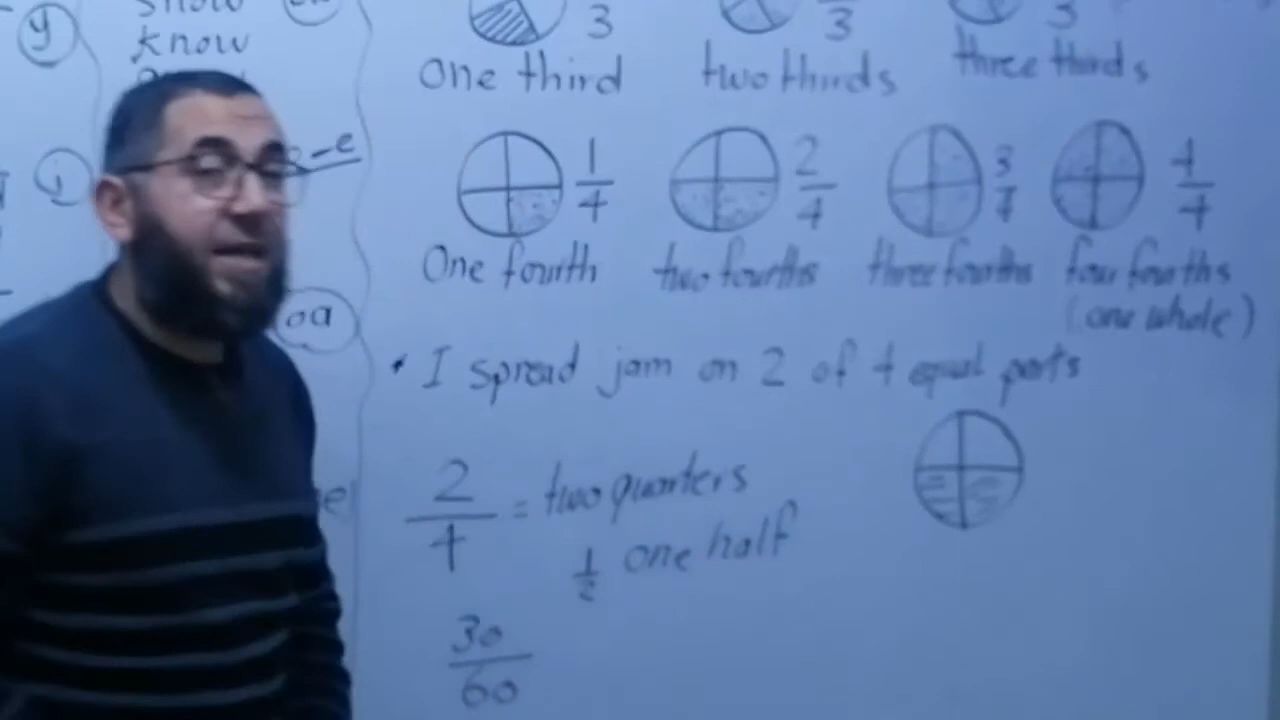 y
know
3 3 3
One third two thirds three thirds
1/4 2/4 3/4 4/4
One fourth two fourths three fourths four fourths
(one whole)
i
oa
• I spread jam on 2 of 4 equal parts
2/4 = two quarters
1/2 one half
30/60